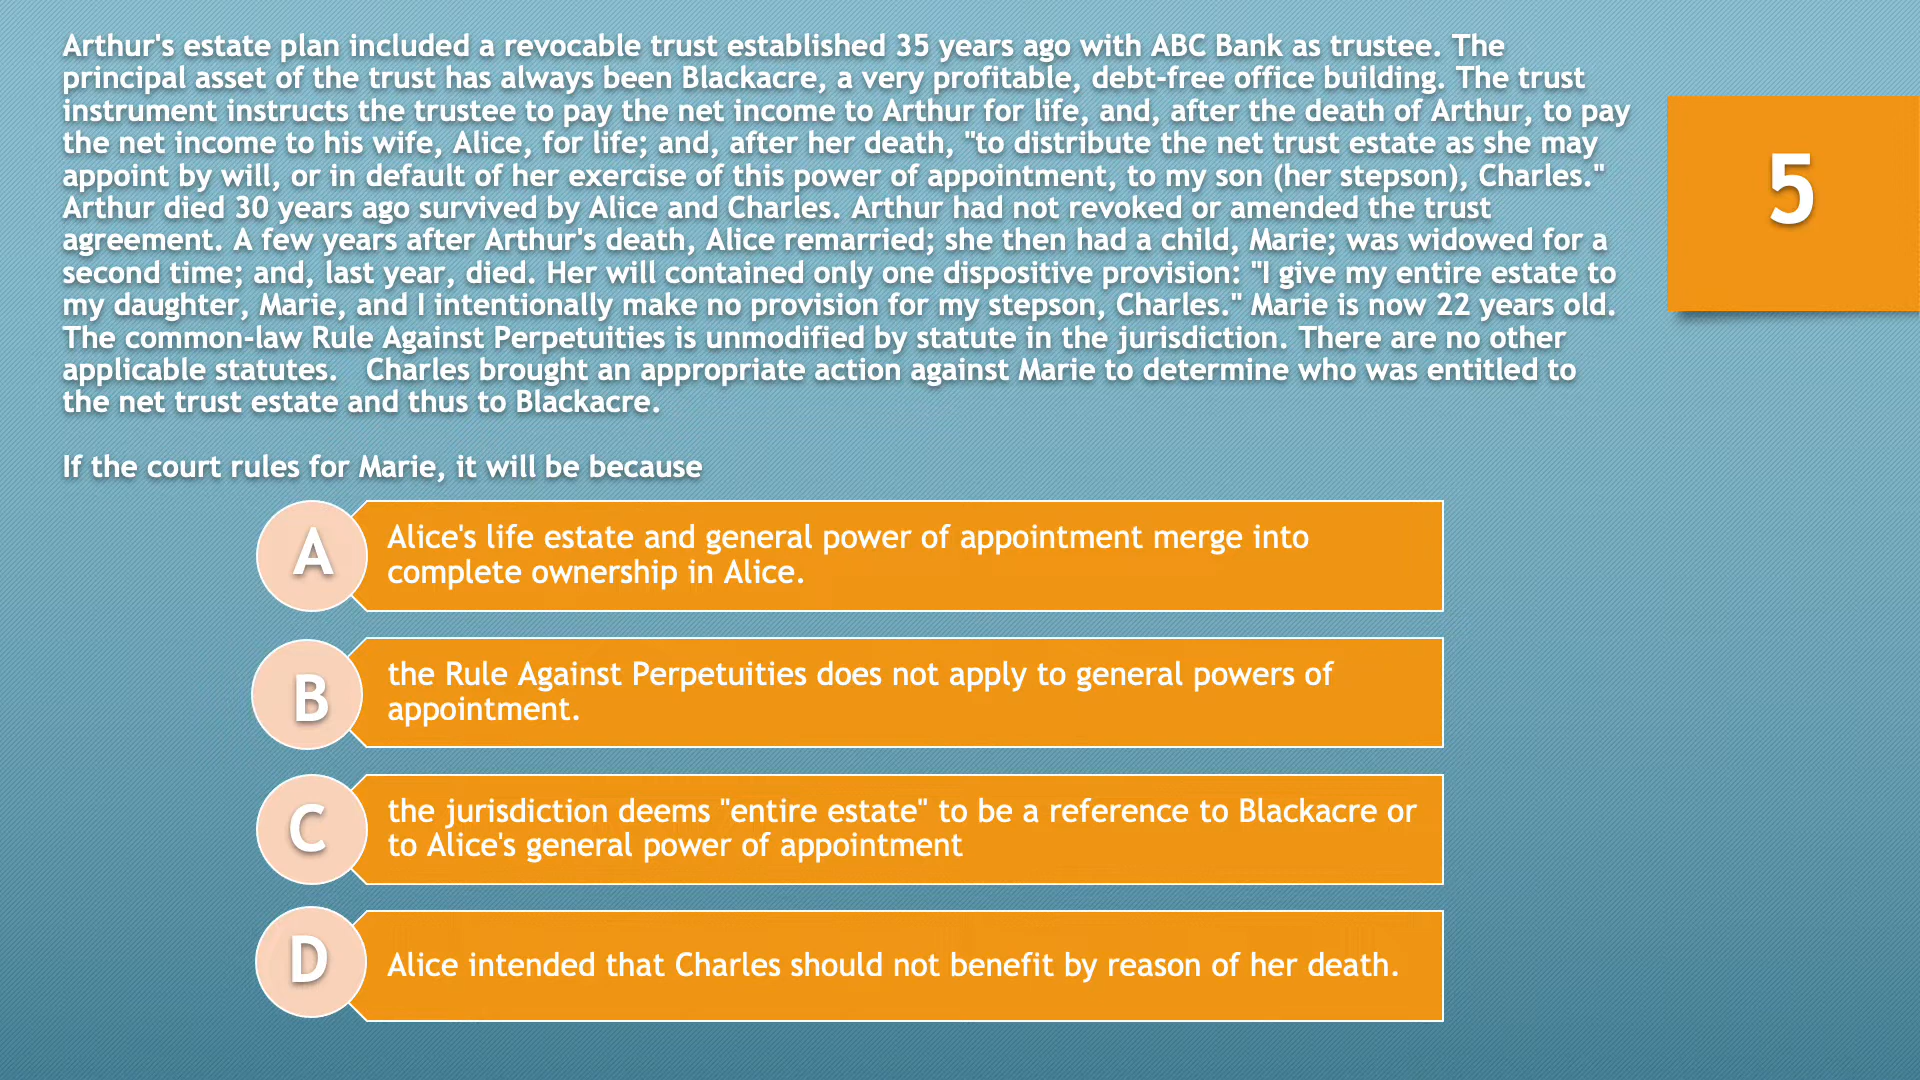 Arthur's estate plan included a revocable trust established 35 years ago with ABC Bank as trustee. The
principal asset of the trust has always been Blackacre, a very profitable, debt-free office building. The trust
instrument instructs the trustee to pay the net income to Arthur for life, and, after the death of Arthur, to pay
the net income to his wife, Alice, for life; and, after her death, "to distribute the net trust estate as she may
appoint by will, or in default of her exercise of this power of appointment, to my son (her stepson), Charles."
Arthur died 30 years ago survived by Alice and Charles. Arthur had not revoked or amended the trust
agreement. A few years after Arthur's death, Alice remarried; she then had a child, Marie; was widowed for a
second time; and, last year, died. Her will contained only one dispositive provision: "I give my entire estate to
my daughter, Marie, and I intentionally make no provision for my stepson, Charles." Marie is now 22 years old.
The common-law Rule Against Perpetuities is unmodified by statute in the jurisdiction. There are no other
applicable statutes. Charles brought an appropriate action against Marie to determine who was entitled to
the net trust estate and thus to Blackacre.
5
If the court rules for Marie, it will be because
A
Alice's life estate and general power of appointment merge into
complete ownership in Alice.
B
the Rule Against Perpetuities does not apply to general powers of
appointment.
C
the jurisdiction deems "entire estate" to be a reference to Blackacre or
to Alice's general power of appointment
D
Alice intended that Charles should not benefit by reason of her death.